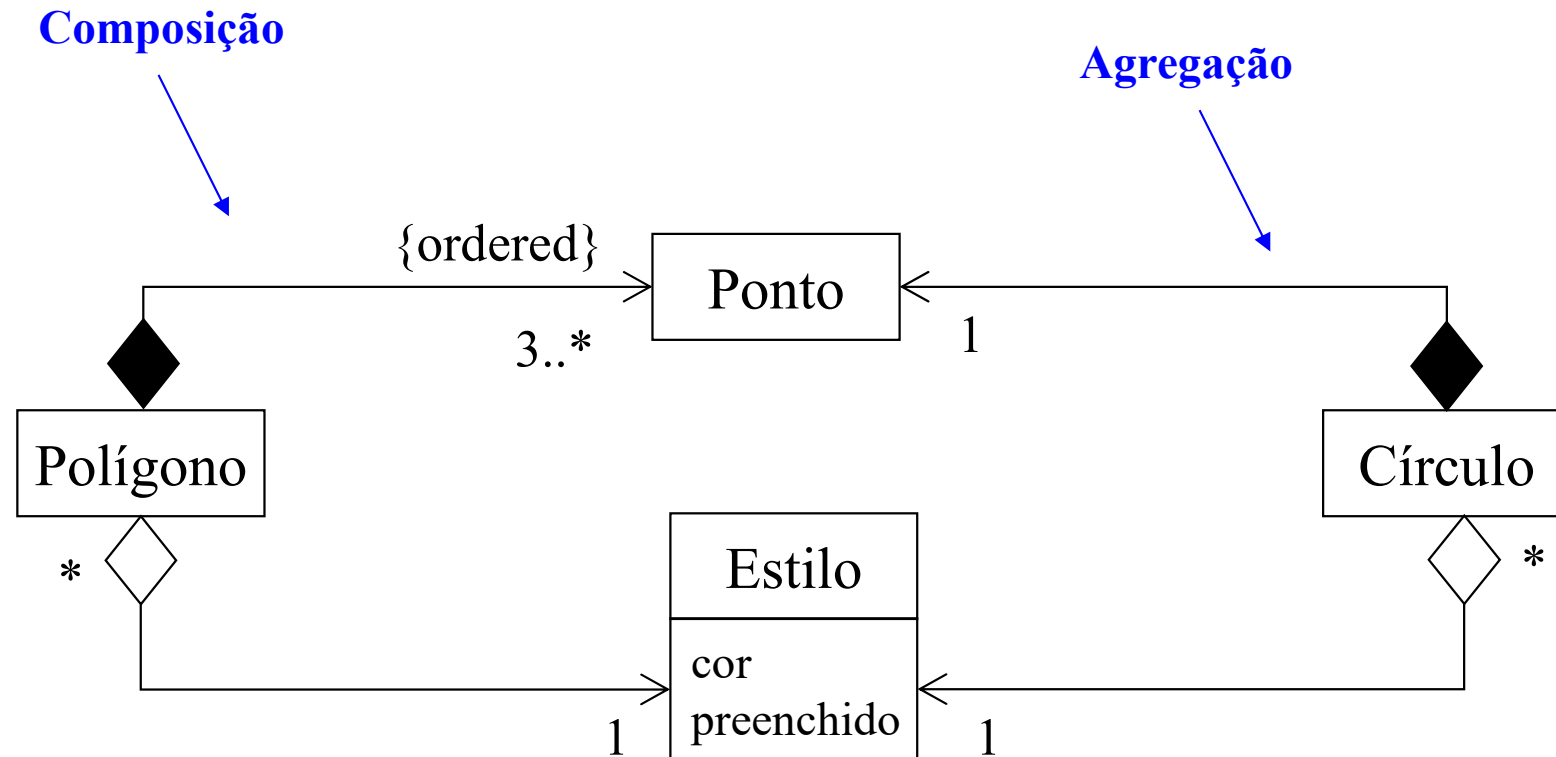 Composição
Agregação
{ordered}
Ponto
3..*
1
Polígono
Círculo
*
Estilo
*
cor
preenchido
1
1